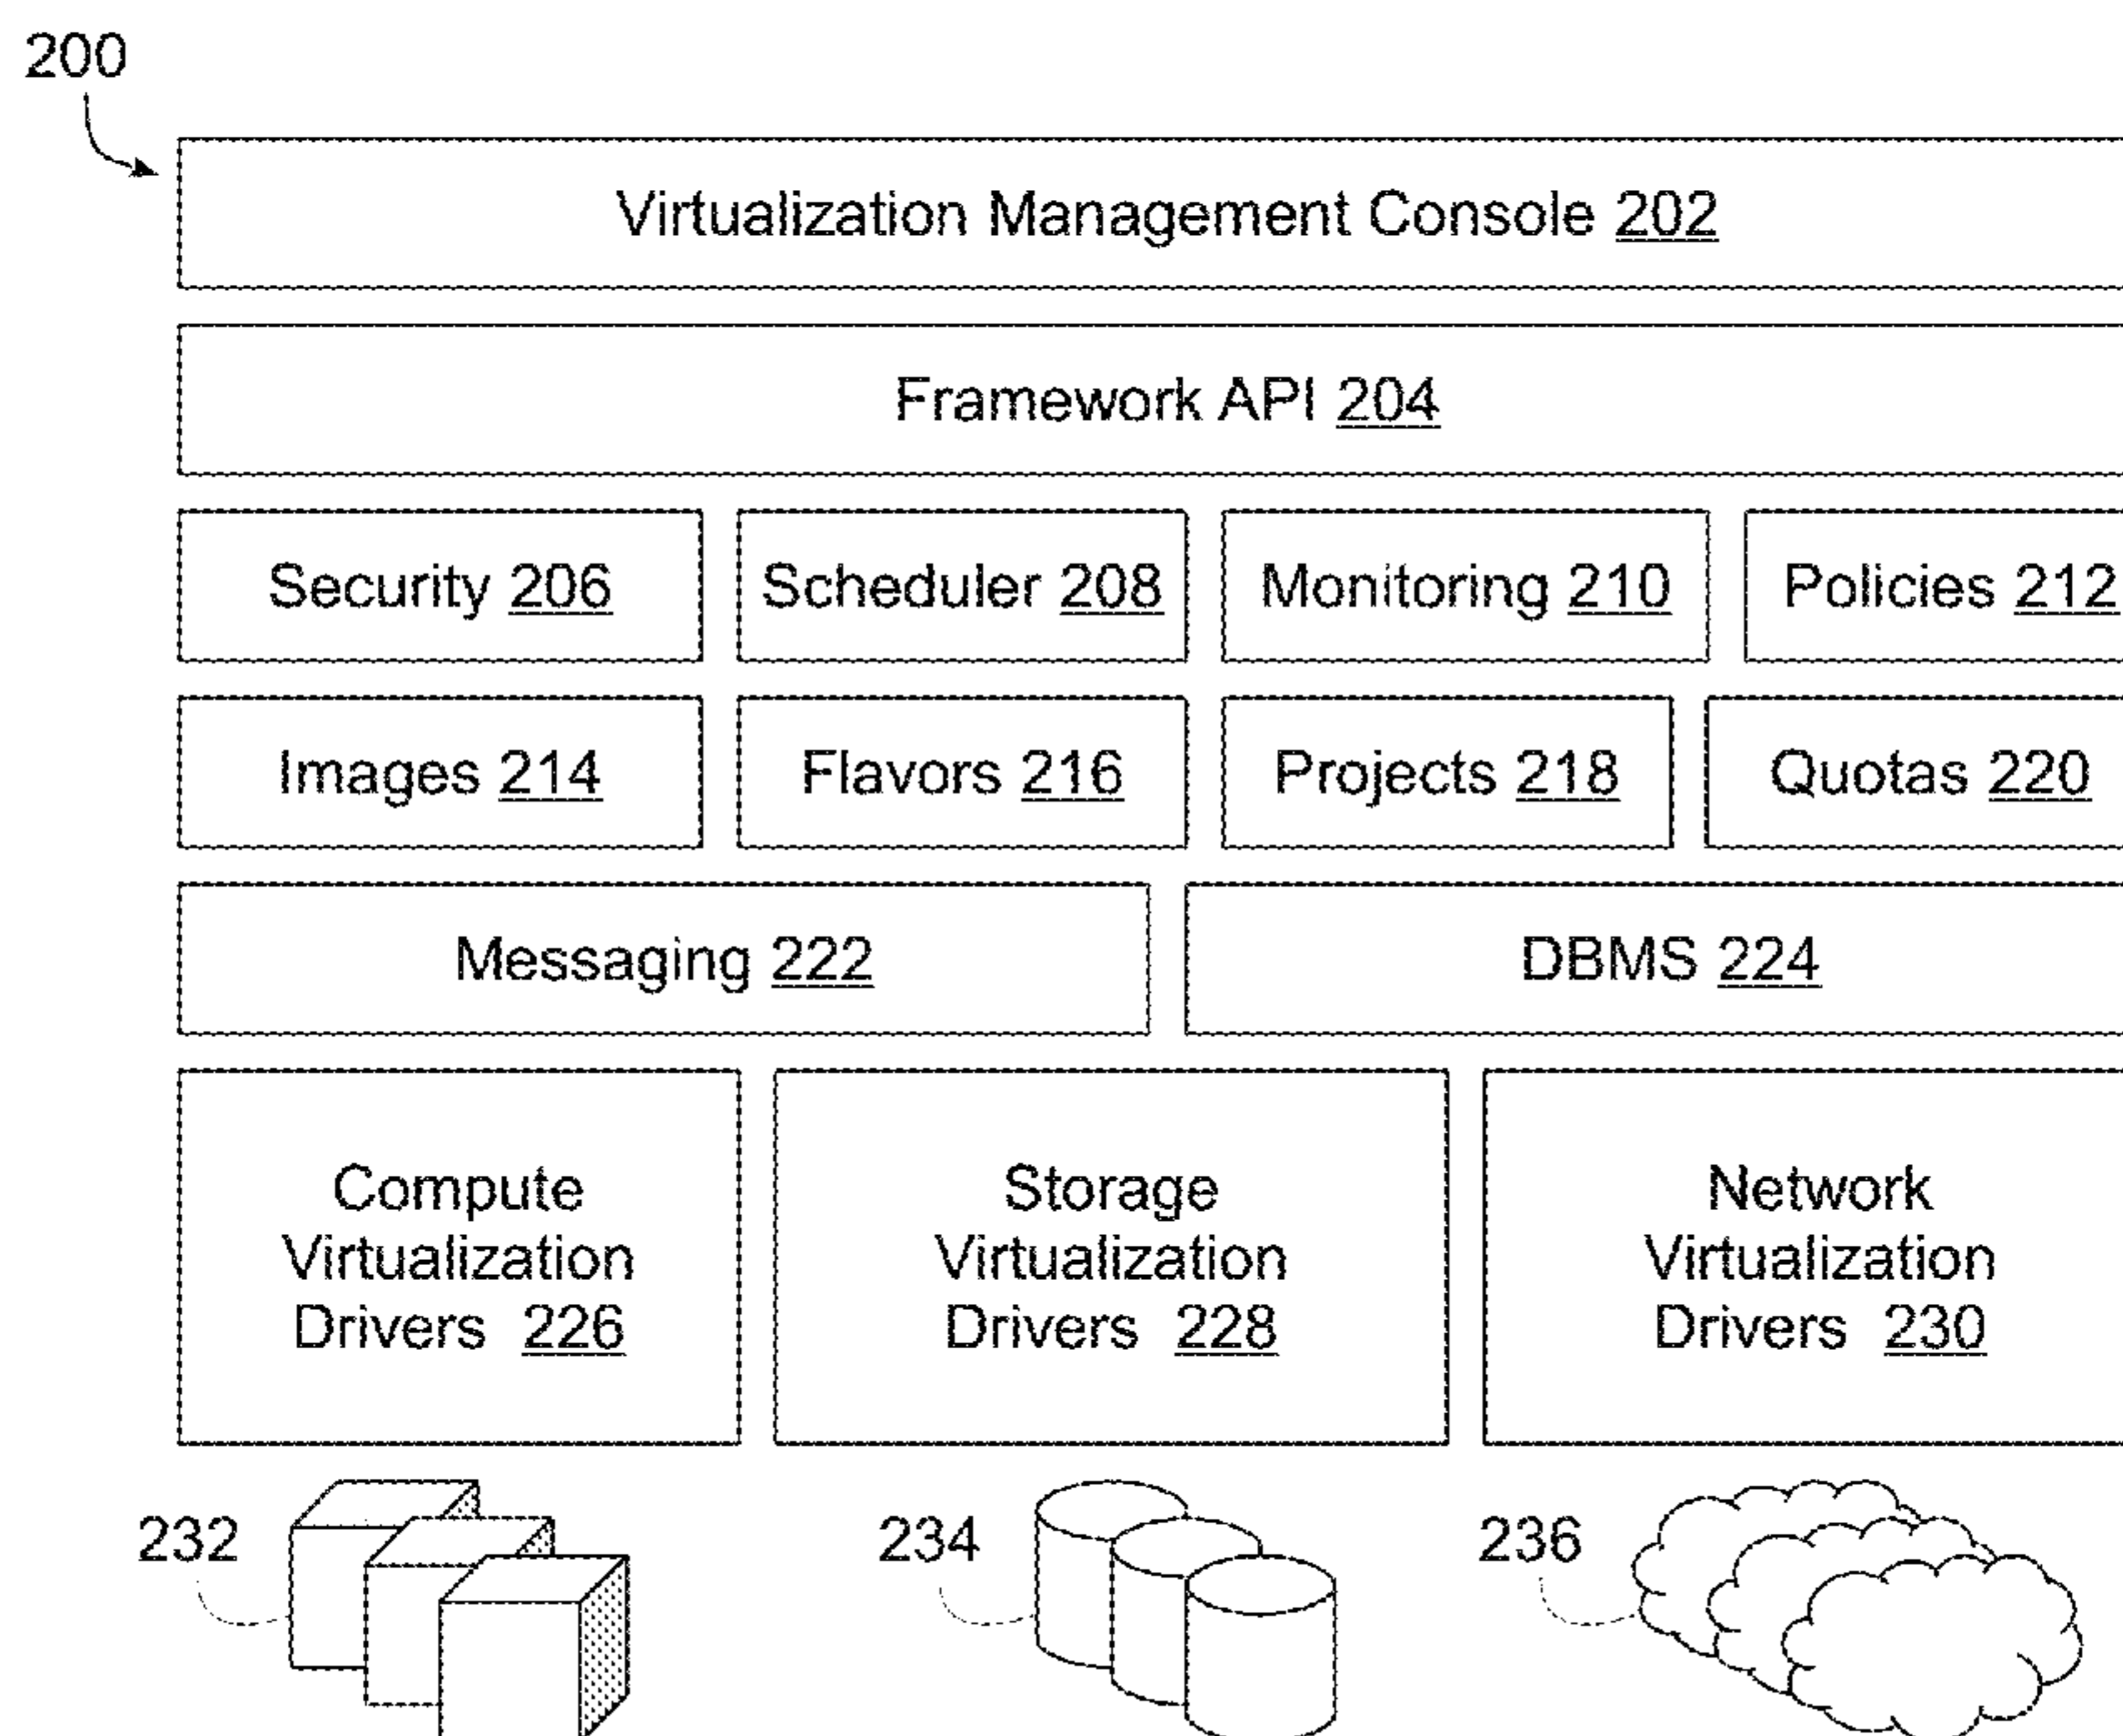 200
Virtualization Management Console 202
Framework API 204
Security 206
Scheduler 208
Monitoring 210
Policies 212
Images 214
Flavors 216
Projects 218
Quotas 220
Messaging 222
DBMS 224
Compute
Virtualization
Drivers 226
Storage
Virtualization
Drivers 228
Network
Virtualization
Drivers 230
232
234
236